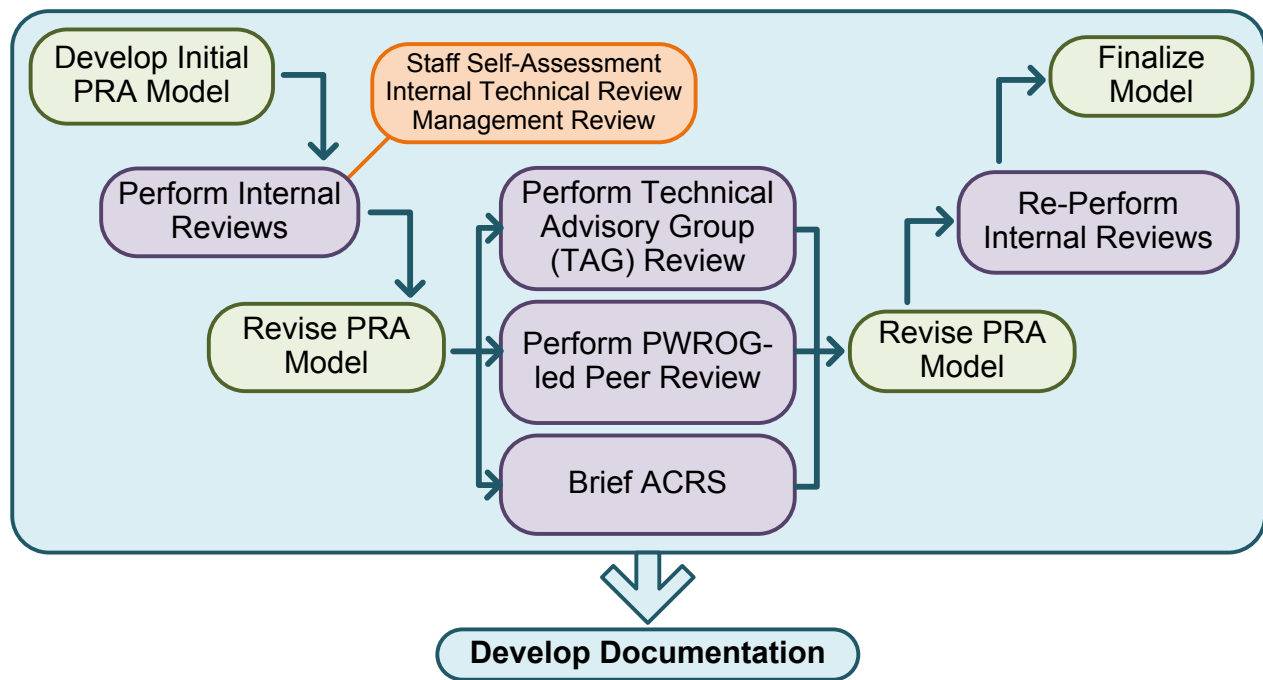 Develop Initial
PRA Model
Staff Self-Assessment
Internal Technical Review
Management Review
Perform Internal
Reviews
Revise PRA
Model
Perform Technical
Advisory Group
(TAG) Review
Perform PWROG-
led Peer Review
Brief ACRS
Revise PRA
Model
Re-Perform
Internal Reviews
Finalize
Model
Develop Documentation